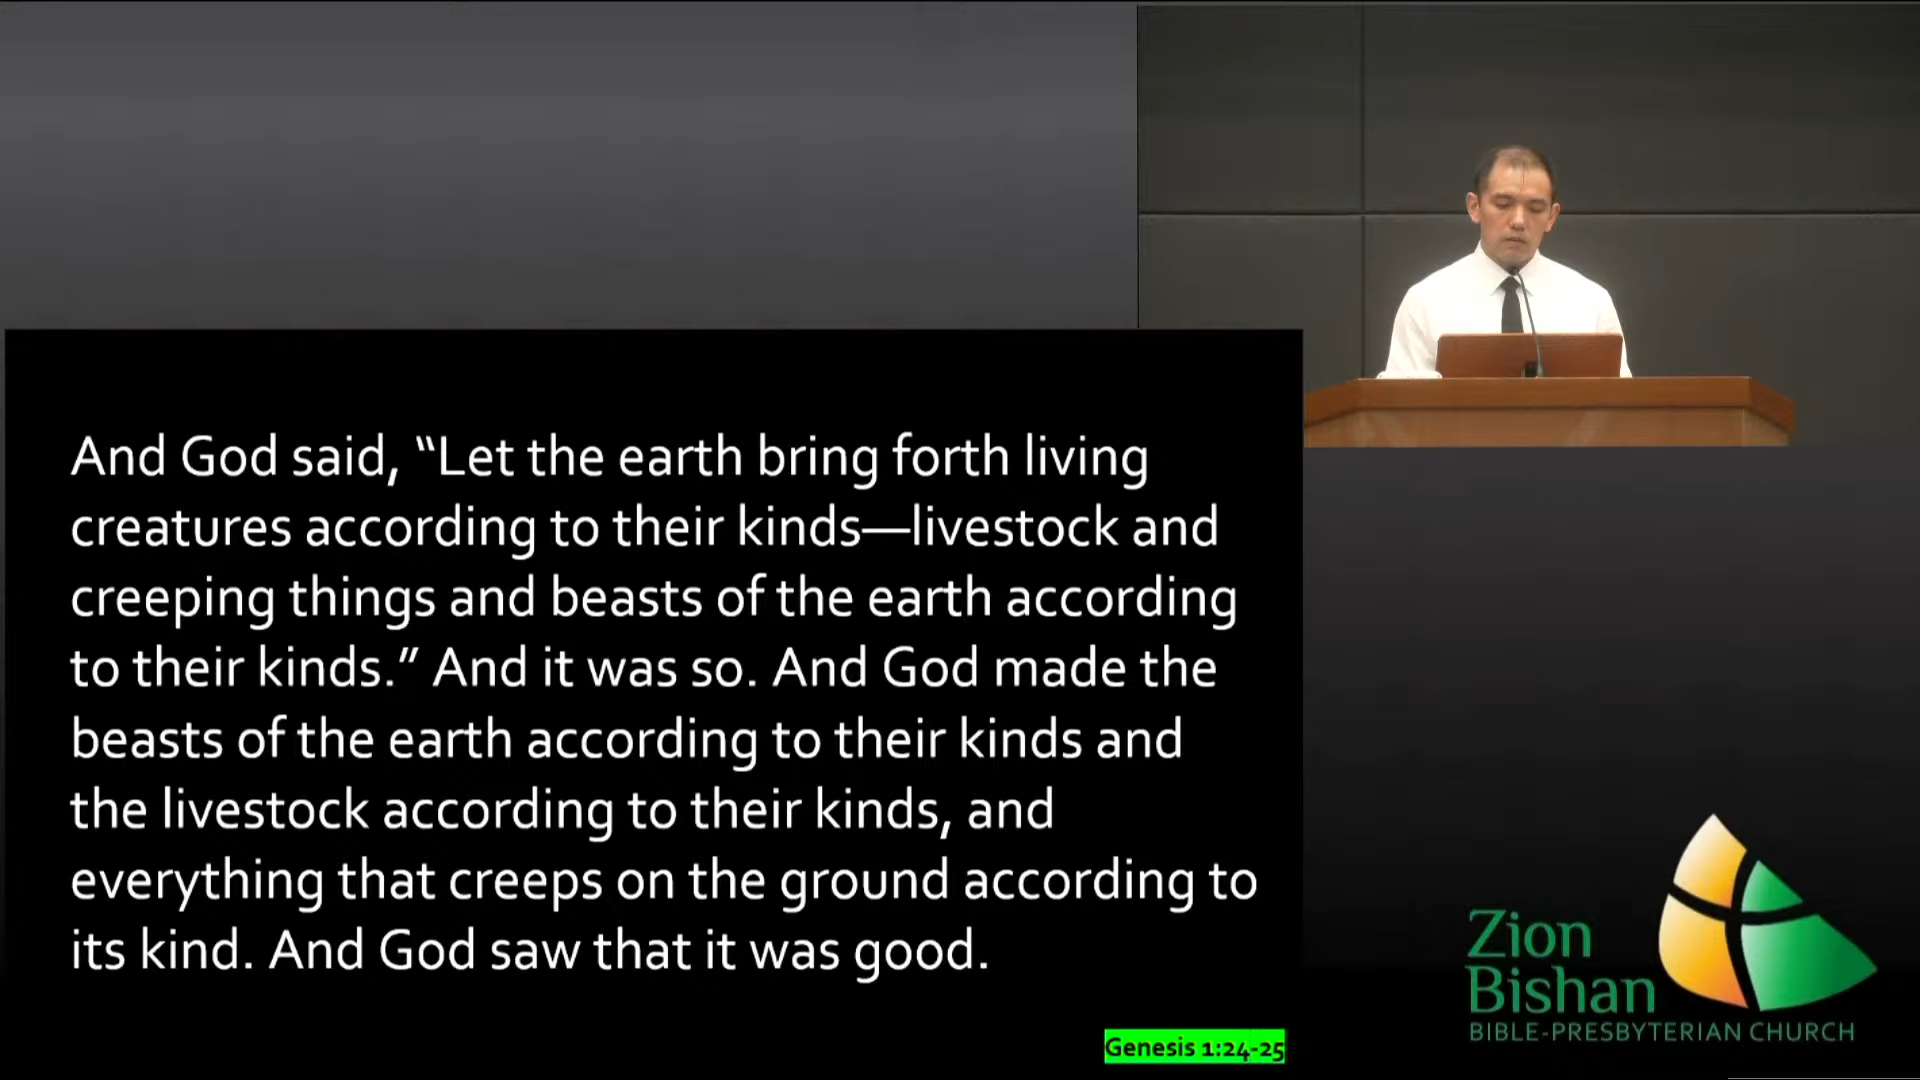 And God said, “Let the earth bring forth living
creatures according to their kinds—livestock and
creeping things and beasts of the earth according
to their kinds.” And it was so. And God made the
beasts of the earth according to their kinds and
the livestock according to their kinds, and
everything that creeps on the ground according to
its kind. And God saw that it was good.
Genesis 1:24-25
Zion
Bishan
BIBLE-PRESBYTERIAN CHURCH